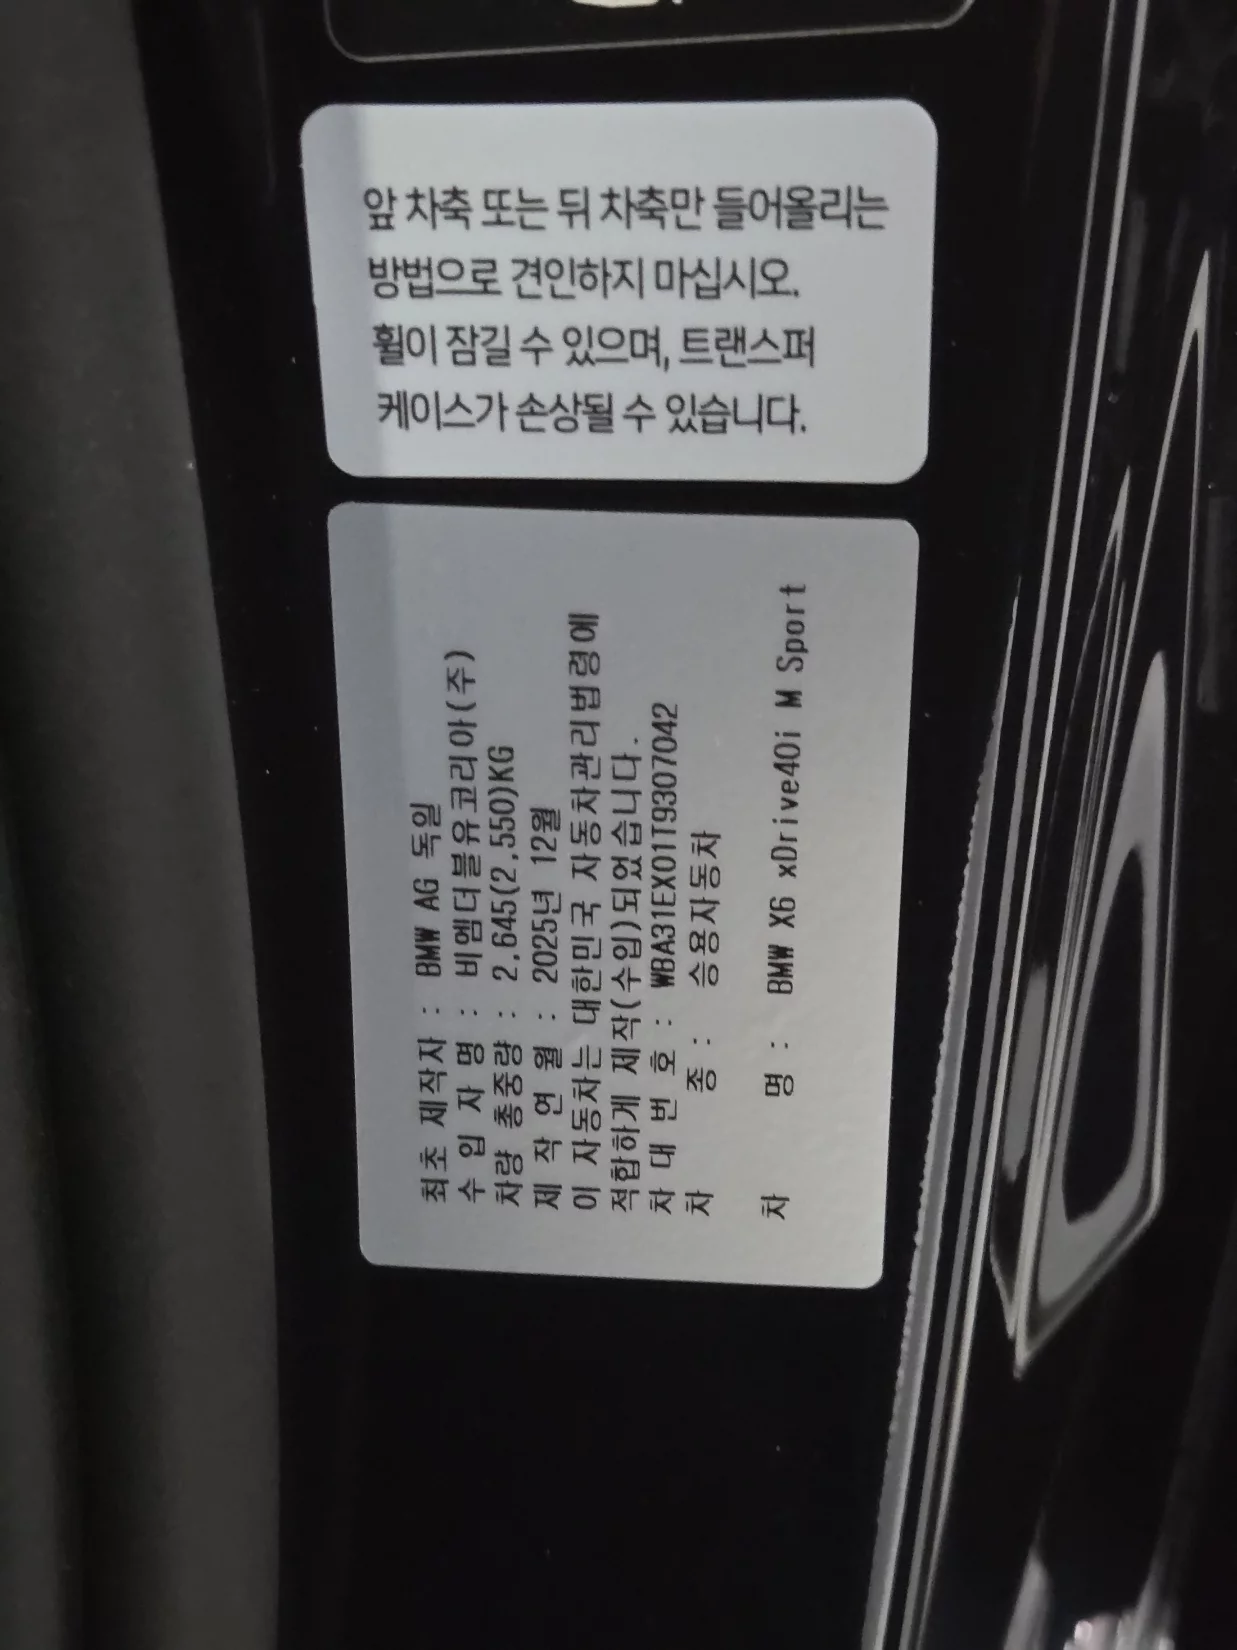 앞 차축 또는 뒤 차축만 들어올리는
방법으로 견인하지 마십시오.
휠이 잠길 수 있으며, 트랜스퍼
케이스가 손상될 수 있습니다.
최초 제작자 : BMW AG 독일
수 입 자 명 : 비엠더블유코리아(주)
차량 총중량 : 2,645(2,550)KG
제 작 연 월 : 2025년 12월
이 자동차는 대한민국 자동차관리법령에
적합하게 제작(수입)되었습니다.
차 대 번 호 : WBA31EX01T9307042
차 종 : 승용자동차
차 명 : BMW X6 xDrive40i M Sport